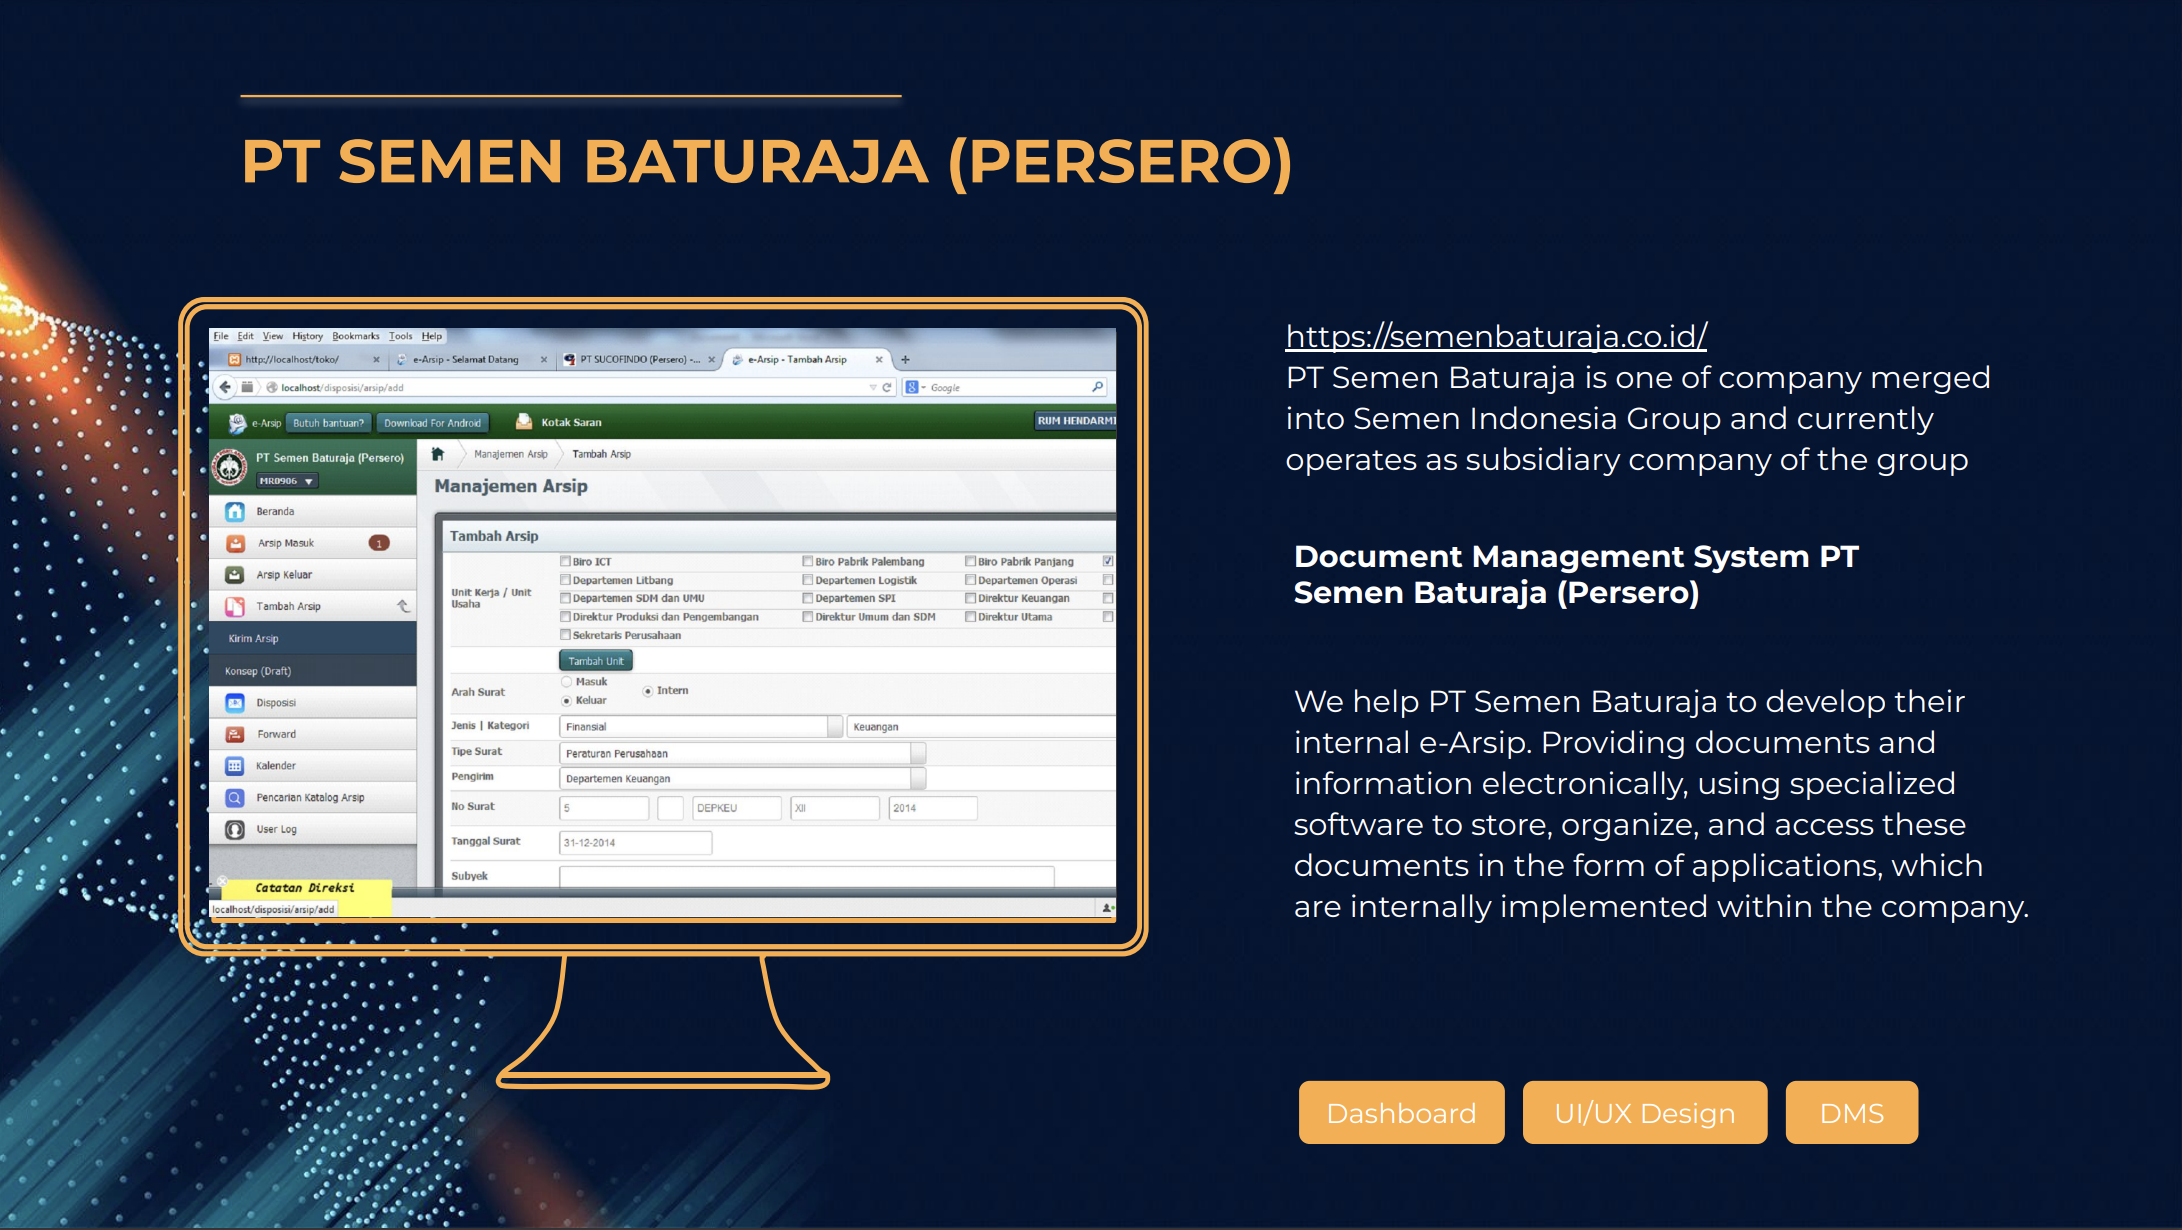 PT SEMEN BATURAJA (PERSERO)
File Edit View History Bookmarks Tools Help
http://localhost/toko/ × e-Arsip - Selamat Datang × PT SUCOFINDO (Persero) -... × e-Arsip - Tambah Arsip × +
localhost/disposisi/arsip/add Google
e-Arsip Butuh bantuan? Download For Android Kotak Saran
PT Semen Baturaja (Persero)
MR0906
Beranda
Arsip Masuk 1
Arsip Keluar
Tambah Arsip
Kirim Arsip
Konsep (Draft)
Disposisi
Forward
Kalender
Pencarian Katalog Arsip
User Log
Catatan Direksi
localhost/disposisi/arsip/add
Manajemen Arsip Tambah Arsip
Manajemen Arsip
Tambah Arsip
Unit Kerja / Unit
Usaha
Biro ICT Biro Pabrik Palembang Biro Pabrik Panjang
Departemen Litbang Departemen Logistik Departemen Operasi
Departemen SDM dan UMU Departemen SPI Direktur Keuangan
Direktur Produksi dan Pengembangan Direktur Umum dan SDM Direktur Utama
Sekretaris Perusahaan
Tambah Unit
Arah Surat
Masuk
Keluar
Intern
Jenis | Kategori Finansial Keuangan
Tipe Surat Peraturan Perusahaan
Pengirim Departemen Keuangan
No Surat 5 DEPKEU XII 2014
Tanggal Surat 31-12-2014
Subyek
https://semenbaturaja.co.id/
PT Semen Baturaja is one of company merged
into Semen Indonesia Group and currently
operates as subsidiary company of the group
Document Management System PT
Semen Baturaja (Persero)
We help PT Semen Baturaja to develop their
internal e-Arsip. Providing documents and
information electronically, using specialized
software to store, organize, and access these
documents in the form of applications, which
are internally implemented within the company.
Dashboard
UI/UX Design
DMS